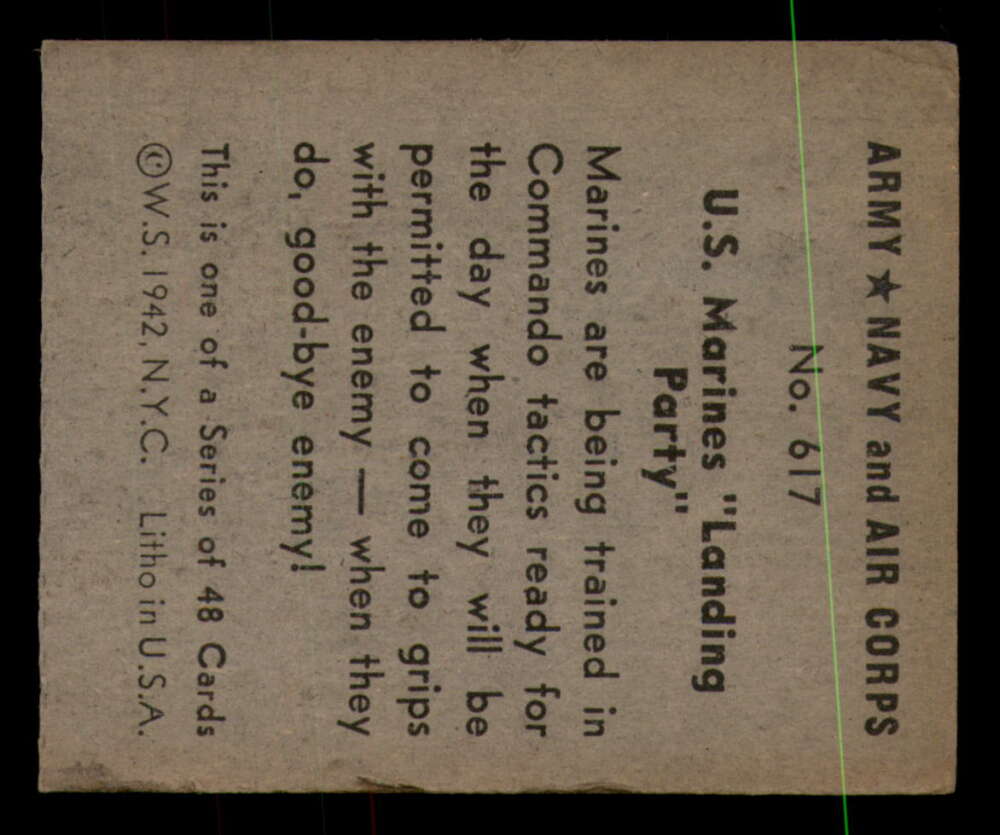 ARMY ★ NAVY and AIR CORPS
No. 617
U.S. Marines "Landing
Party"
Marines are being trained in
Commando tactics ready for
the day when they will be
permitted to come to grips
with the enemy — when they
do, good-bye enemy!
This is one of a Series of 48 Cards
©W.S. 1942, N.Y.C. Litho in U.S.A.